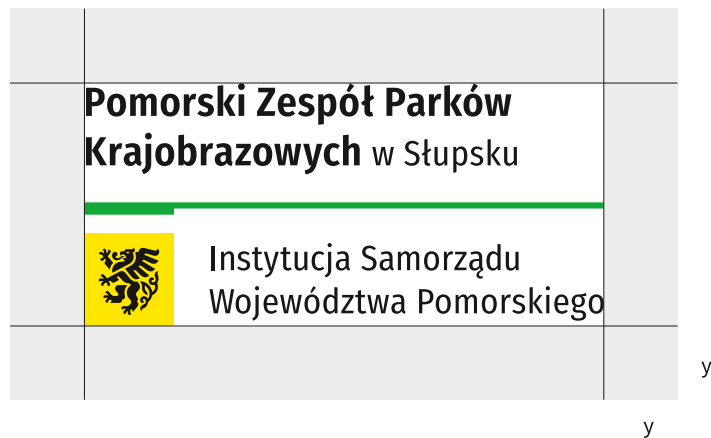 Pomorski Zespół Parków
Krajobrazowych w Słupsku
Instytucja Samorządu
Województwa Pomorskiego
y
y